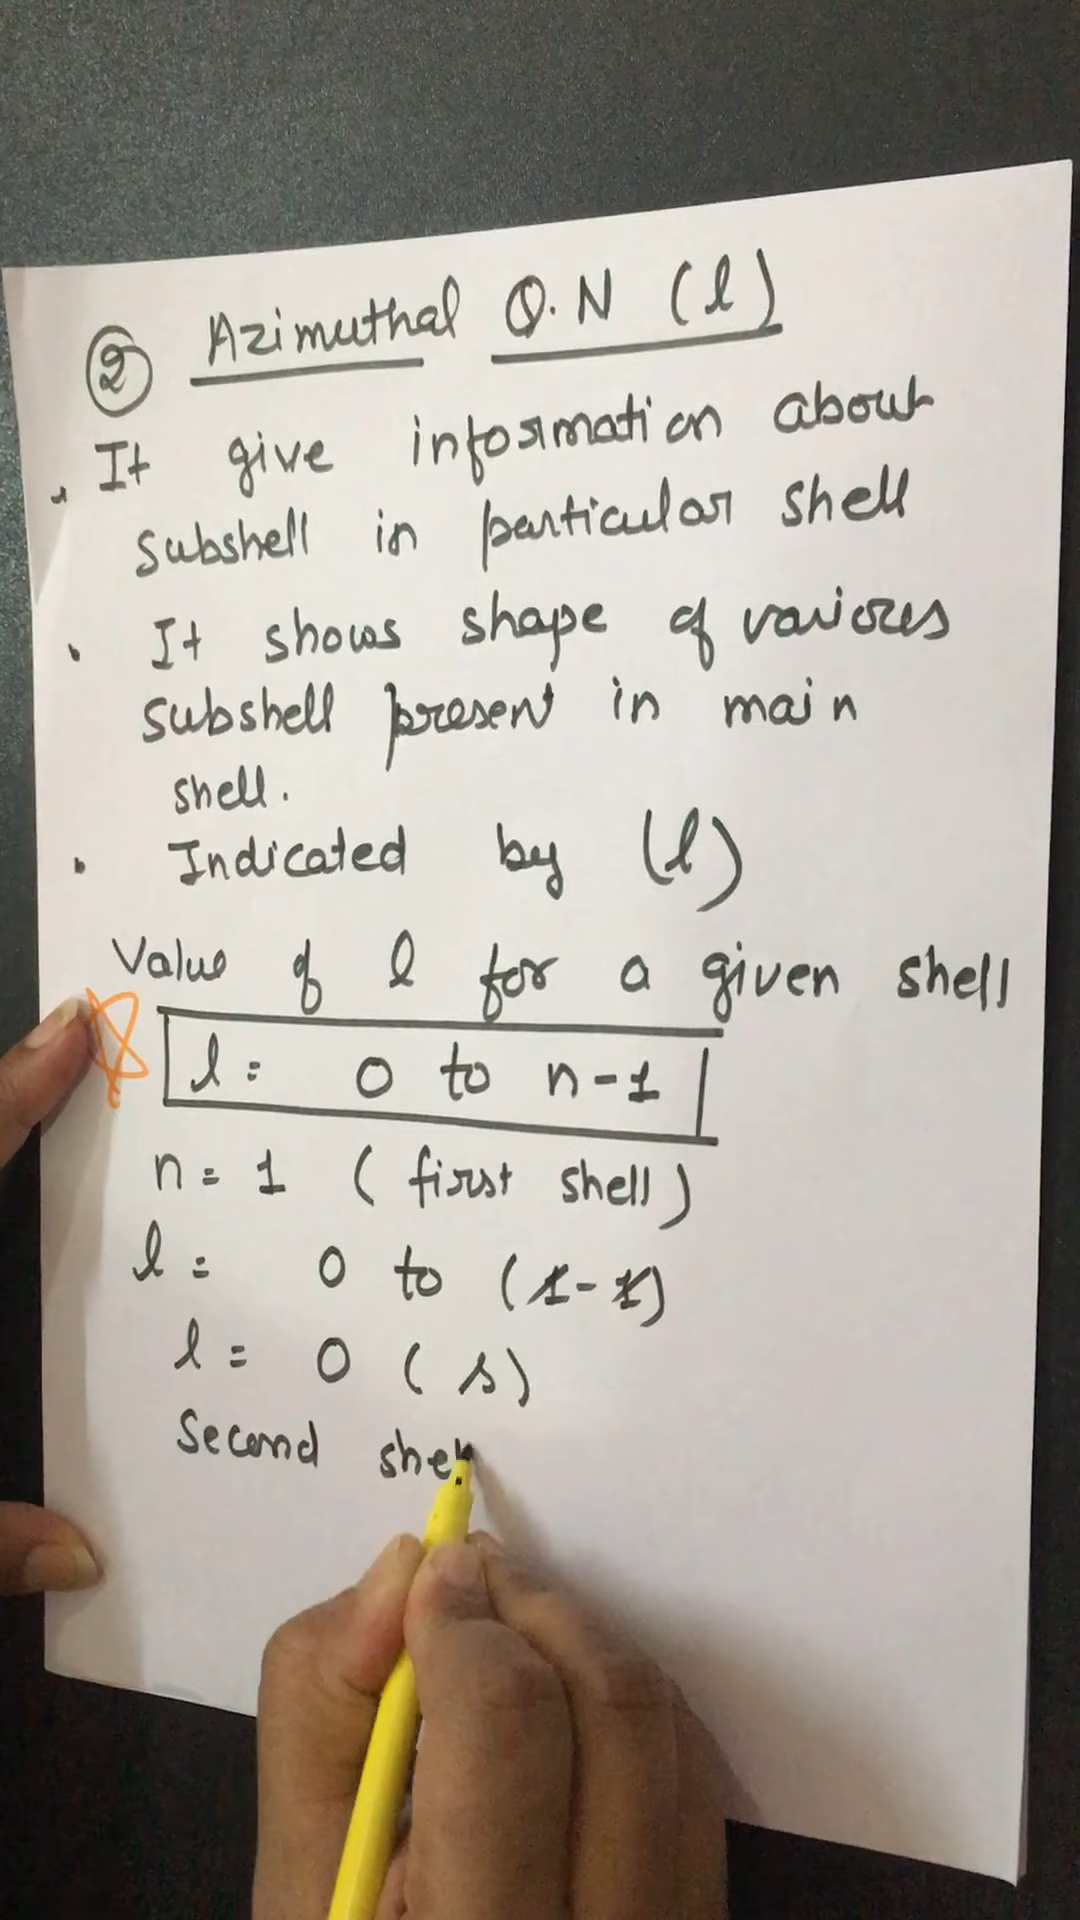 ② Azimuthal Q.N (l)
. It give information about
subshell in particular shell
. It shows shape of various
subshell present in main
shell.
. Indicated by (l)
Value of l for a given shell
l = 0 to n-1
n = 1 (first shell)
l = 0 to (1-1)
l = 0 (s)
Second she